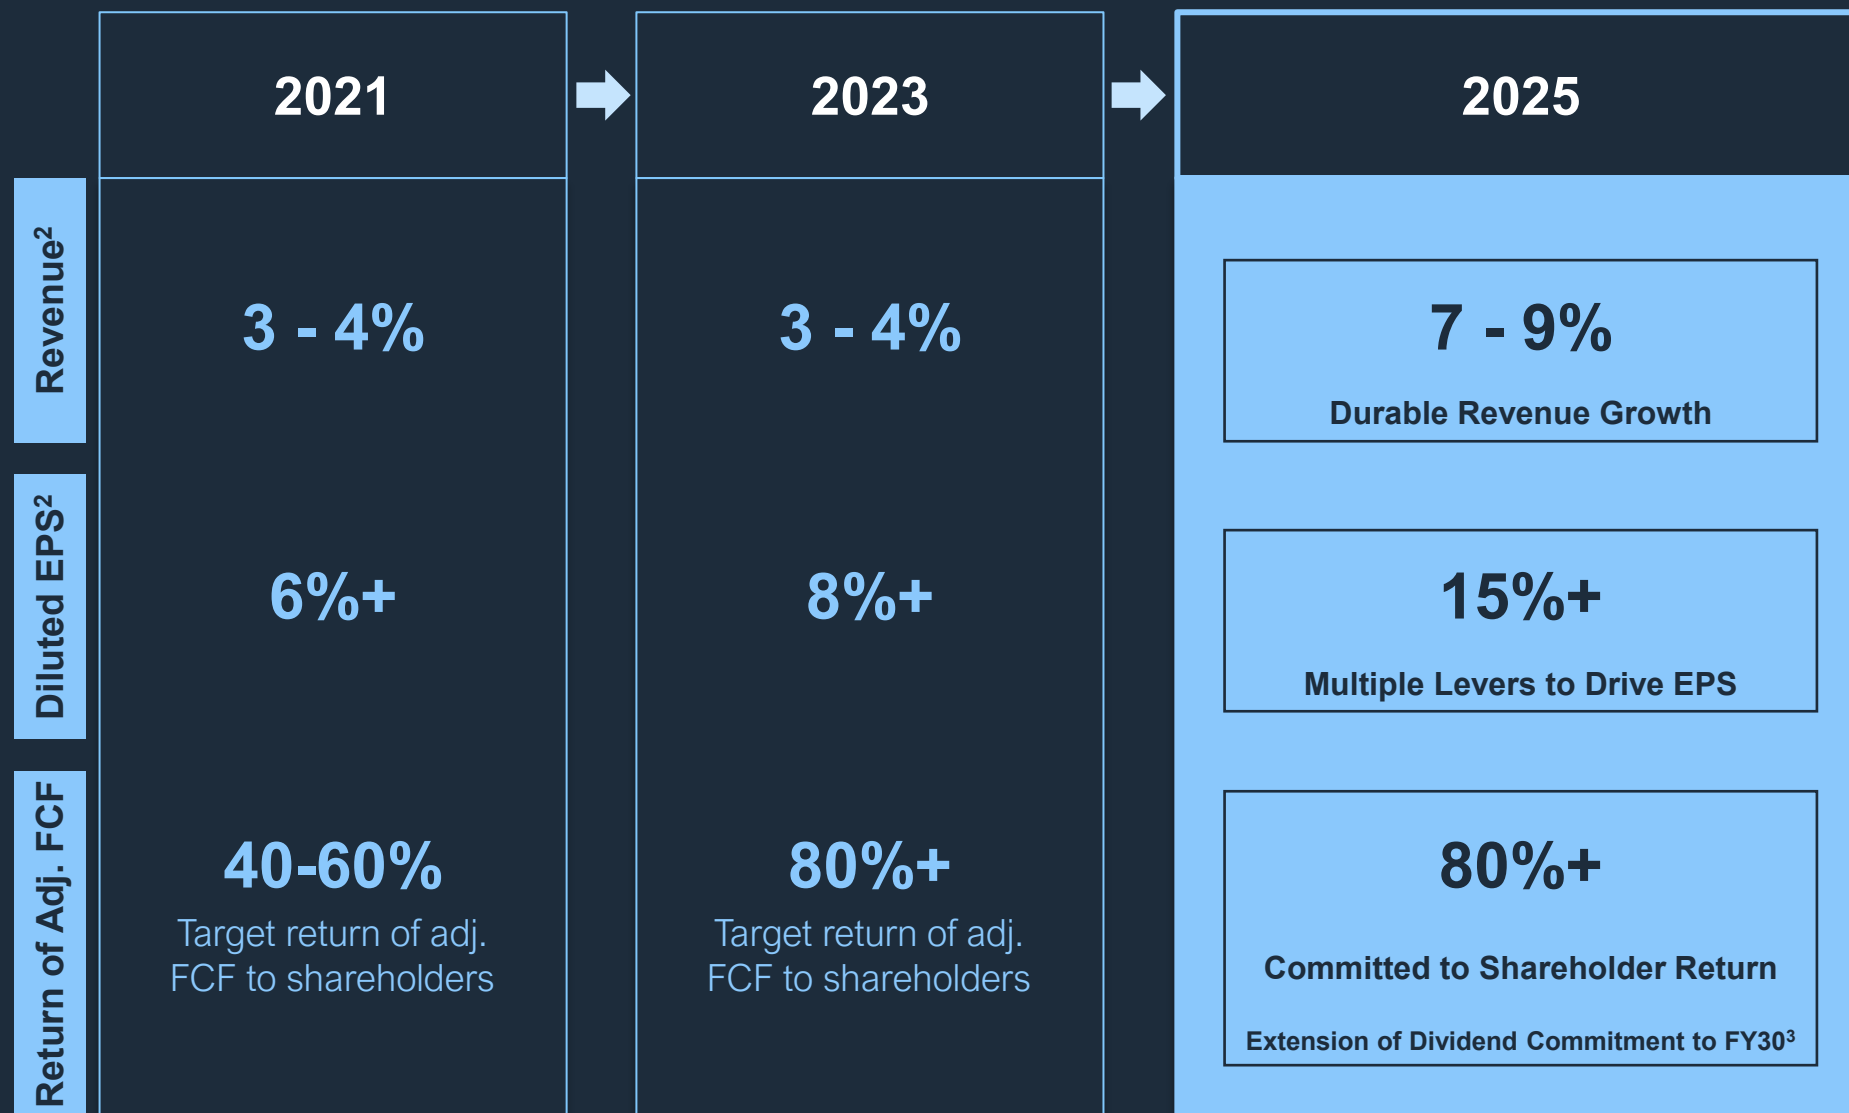 2021
2023
2025
Revenue²
3 - 4%
3 - 4%
7 - 9%
Durable Revenue Growth
Diluted EPS²
6%+
8%+
15%+
Multiple Levers to Drive EPS
Return of Adj. FCF
40-60%
Target return of adj.
FCF to shareholders
80%+
Target return of adj.
FCF to shareholders
80%+
Committed to Shareholder Return
Extension of Dividend Commitment to FY30³